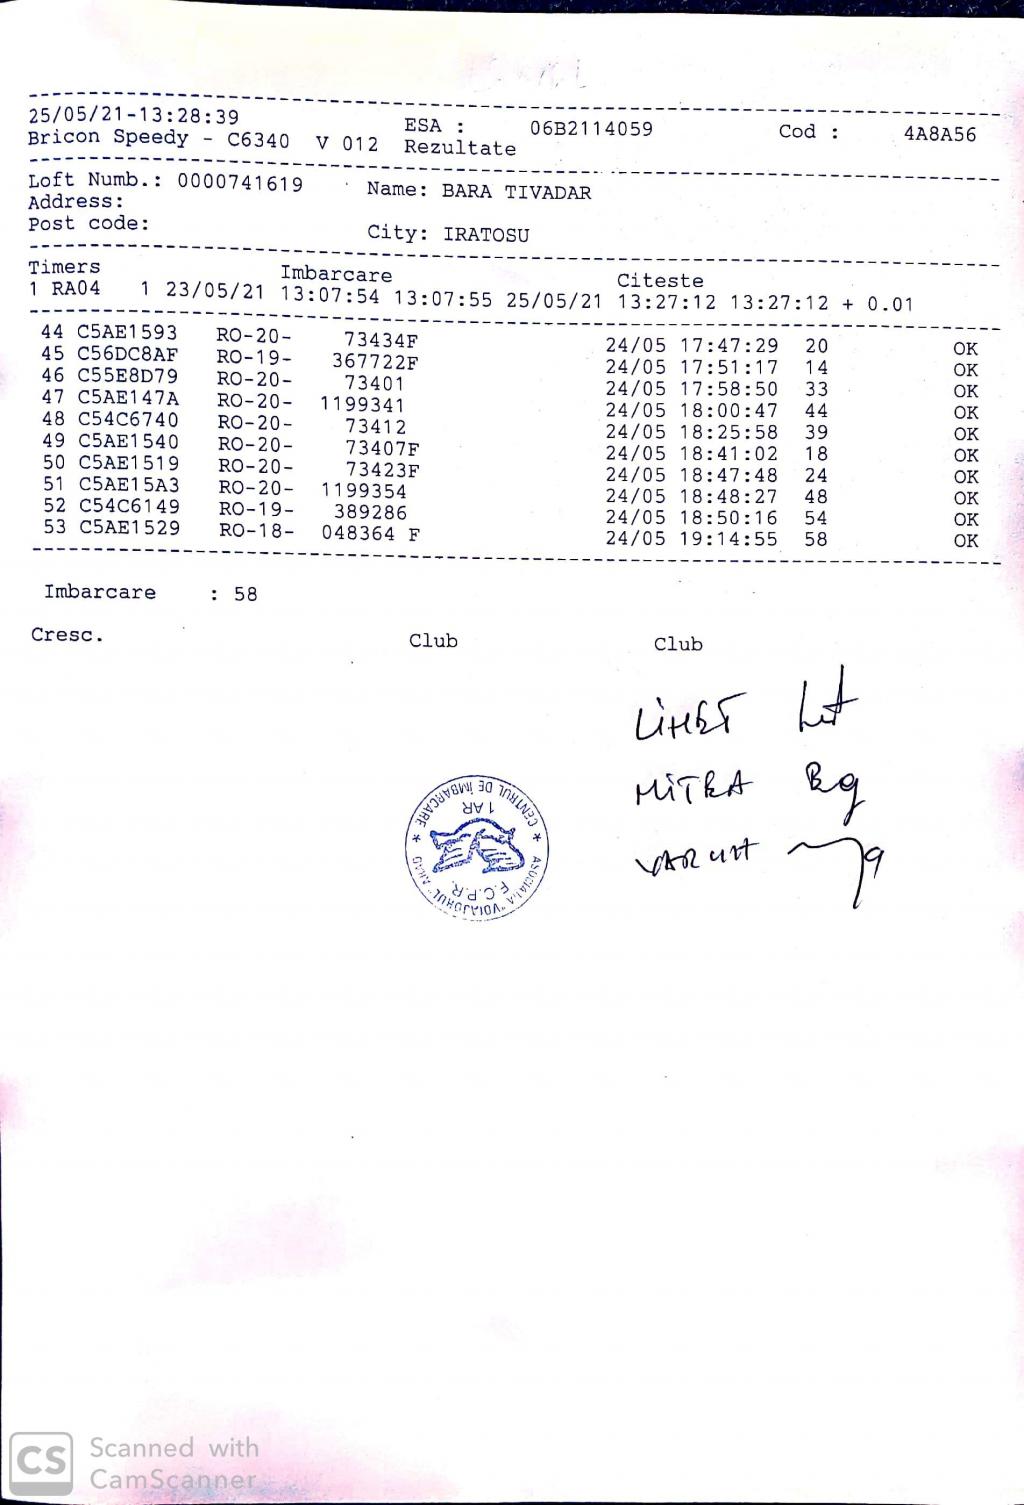 25/05/21-13:28:39 ESA : 06B2114059 Cod : 4A8A56
Bricon Speedy - C6340 V 012 Rezultate
Loft Numb.: 0000741619 Name: BARA TIVADAR
Address:
Post code: City: IRATOSU
Timers Imbarcare Citeste
1 RA04 1 23/05/21 13:07:54 13:07:55 25/05/21 13:27:12 13:27:12 + 0.01
44 C5AE1593 RO-20- 73434F 24/05 17:47:29 20 OK
45 C56DC8AF RO-19- 367722F 24/05 17:51:17 14 OK
46 C55E8D79 RO-20- 73401 24/05 17:58:50 33 OK
47 C5AE147A RO-20- 1199341 24/05 18:00:47 44 OK
48 C54C6740 RO-20- 73412 24/05 18:25:58 39 OK
49 C5AE1540 RO-20- 73407F 24/05 18:41:02 18 OK
50 C5AE1519 RO-20- 73423F 24/05 18:47:48 24 OK
51 C5AE15A3 RO-20- 1199354 24/05 18:48:27 48 OK
52 C54C6149 RO-19- 389286 24/05 18:50:16 54 OK
53 C5AE1529 RO-18- 048364 F 24/05 19:14:55 58 OK
Imbarcare : 58
Cresc. Club Club
MITRA
ASOCIAŢIA "VOIAJORUL" ARAD
F.C.P.R.
1 AR
* CENTRUL DE ÎMBARCARE *
CS Scanned with
CamScanner